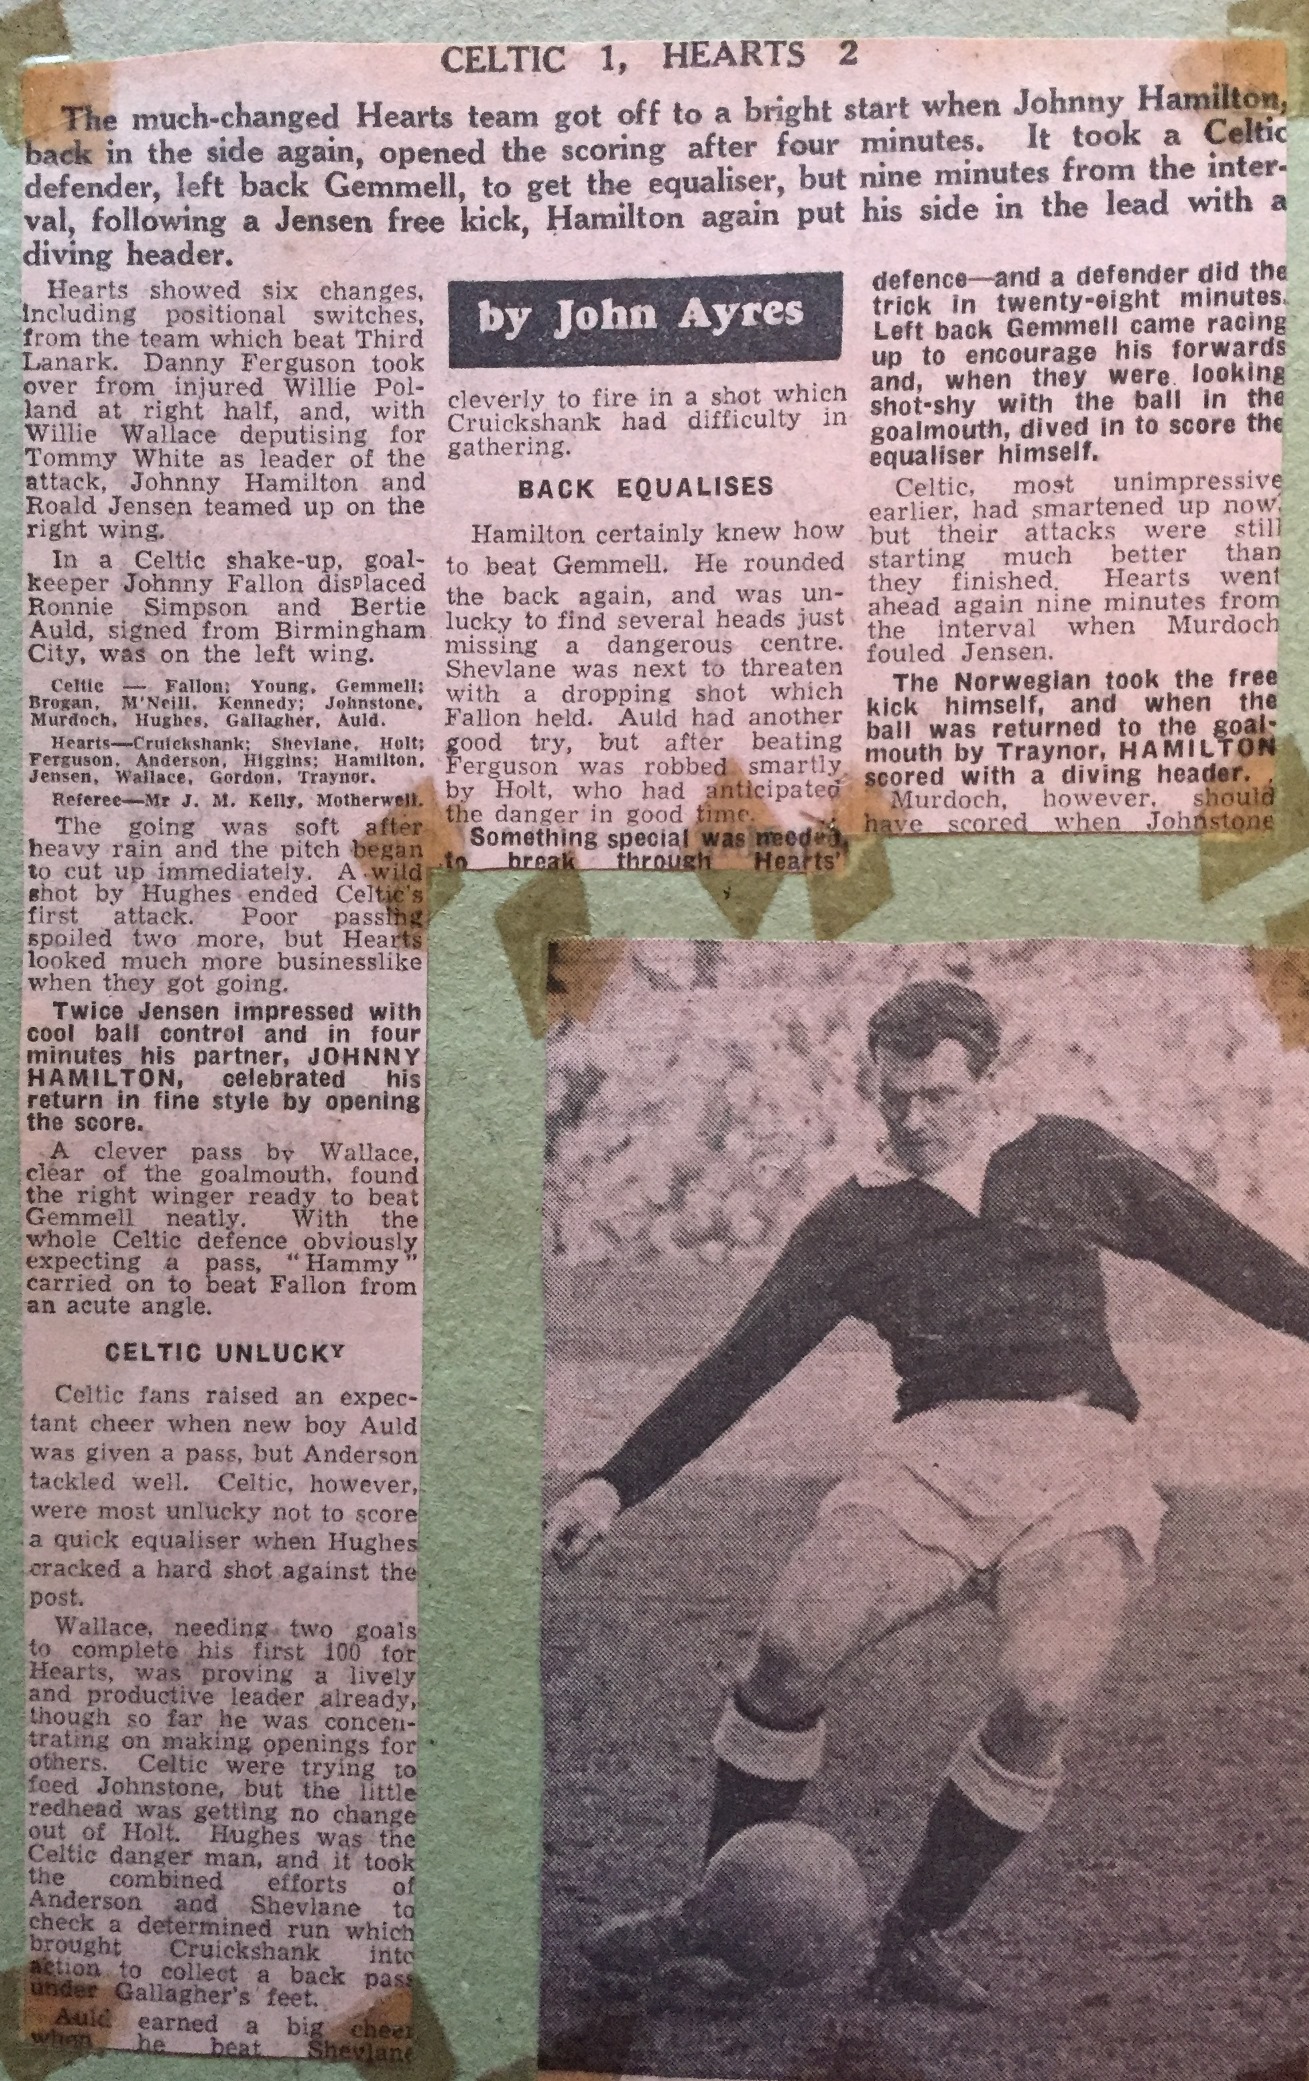 CELTIC 1, HEARTS 2
The much-changed Hearts team got off to a bright start when Johnny Hamilton,
back in the side again, opened the scoring after four minutes. It took a Celtic
defender, left back Gemmell, to get the equaliser, but nine minutes from the inter-
val, following a Jensen free kick, Hamilton again put his side in the lead with a
diving header.
Hearts showed six changes,
including positional switches,
from the team which beat Third
Lanark. Danny Ferguson took
over from injured Willie Pol-
land at right half, and, with
Willie Wallace deputising for
Tommy White as leader of the
attack, Johnny Hamilton and
Roald Jensen teamed up on the
right wing.
In a Celtic shake-up, goal-
keeper Johnny Fallon displaced
Ronnie Simpson and Bertie
Auld, signed from Birmingham
City, was on the left wing.
Celtic — Fallon; Young, Gemmell;
Brogan, M'Neill, Kennedy; Johnstone,
Murdoch, Hughes, Gallagher, Auld.
Hearts—Cruickshank; Shevlane, Holt;
Ferguson, Anderson, Higgins; Hamilton,
Jensen, Wallace, Gordon, Traynor.
Referee—Mr J. M. Kelly, Motherwell.
The going was soft after
heavy rain and the pitch began
to cut up immediately. A wild
shot by Hughes ended Celtic's
first attack. Poor passing
spoiled two more, but Hearts
looked much more businesslike
when they got going.
Twice Jensen impressed with
cool ball control and in four
minutes his partner, JOHNNY
HAMILTON, celebrated his
return in fine style by opening
the score.
A clever pass by Wallace,
clear of the goalmouth, found
the right winger ready to beat
Gemmell neatly. With the
whole Celtic defence obviously
expecting a pass, "Hammy"
carried on to beat Fallon from
an acute angle.
CELTIC UNLUCKY
Celtic fans raised an expec-
tant cheer when new boy Auld
was given a pass, but Anderson
tackled well. Celtic, however,
were most unlucky not to score
a quick equaliser when Hughes
cracked a hard shot against the
post.
Wallace, needing two goals
to complete his first 100 for
Hearts, was proving a lively
and productive leader already,
though so far he was concen-
trating on making openings for
others. Celtic were trying to
feed Johnstone, but the little
redhead was getting no change
out of Holt. Hughes was the
Celtic danger man, and it took
the combined efforts of
Anderson and Shevlane to
check a determined run which
brought Cruickshank into
action to collect a back pass
under Gallagher's feet.
Auld earned a big cheer
when he beat Shevlane
by John Ayres
cleverly to fire in a shot which
Cruickshank had difficulty in
gathering.
BACK EQUALISES
Hamilton certainly knew how
to beat Gemmell. He rounded
the back again, and was un-
lucky to find several heads just
missing a dangerous centre.
Shevlane was next to threaten
with a dropping shot which
Fallon held. Auld had another
good try, but after beating
Ferguson was robbed smartly
by Holt, who had anticipated
the danger in good time.
Something special was needed
to break through Hearts'
defence—and a defender did the
trick in twenty-eight minutes.
Left back Gemmell came racing
up to encourage his forwards
and, when they were looking
shot-shy with the ball in the
goalmouth, dived in to score the
equaliser himself.
Celtic, most unimpressive
earlier, had smartened up now,
but their attacks were still
starting much better than
they finished. Hearts went
ahead again nine minutes from
the interval when Murdoch
fouled Jensen.
The Norwegian took the free
kick himself, and when the
ball was returned to the goal-
mouth by Traynor, HAMILTON
scored with a diving header.
Murdoch, however, should
have scored when Johnstone